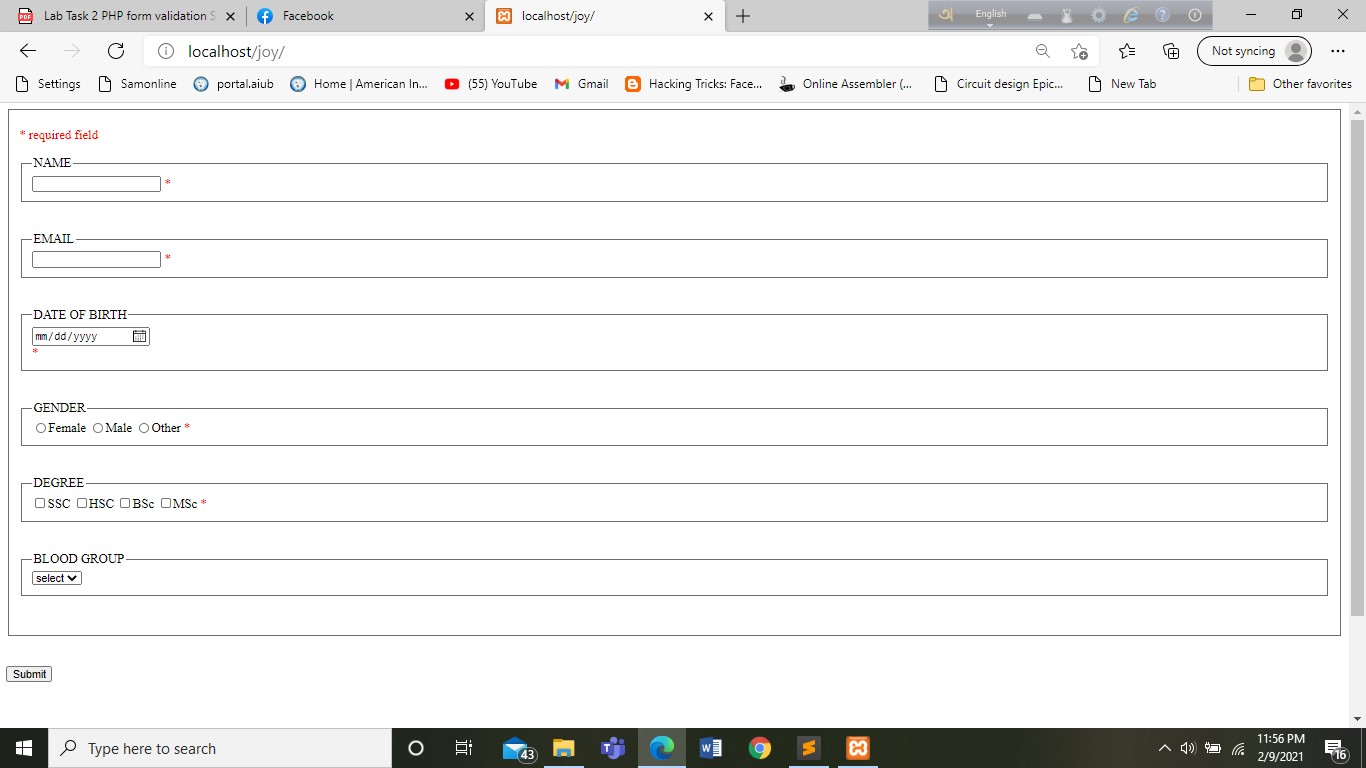 Lab Task 2 PHP form validation S
Facebook
localhost/joy/
English
localhost/joy/
Not syncing
Settings
Samonline
portal.aiub
Home | American In...
(55) YouTube
Gmail
Hacking Tricks: Face...
Online Assembler (...
Circuit design Epic...
New Tab
Other favorites
* required field
NAME
*
EMAIL
*
DATE OF BIRTH
mm/dd/yyyy
*
GENDER
Female Male Other *
DEGREE
SSC HSC BSc MSc *
BLOOD GROUP
select
Submit
Type here to search
43
11:56 PM
2/9/2021
16